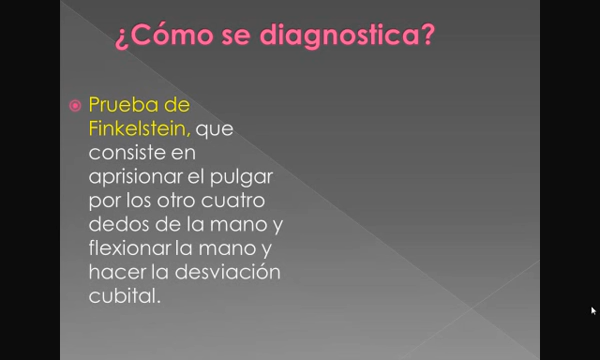 ¿Cómo se diagnostica?
Prueba de
Finkelstein, que
consiste en
aprisionar el pulgar
por los otro cuatro
dedos de la mano y
flexionar la mano y
hacer la desviación
cubital.